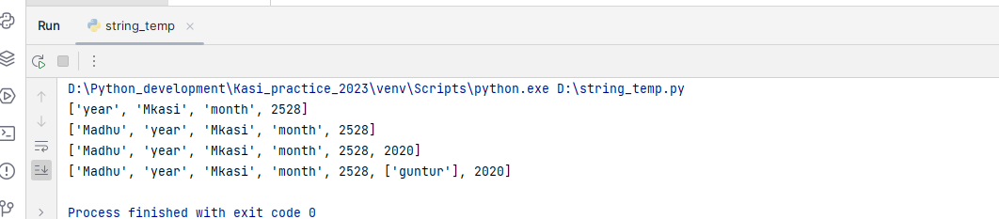 Run string_temp
D:\Python_development\Kasi_practice_2023\venv\Scripts\python.exe D:\string_temp.py
['year', 'Mkasi', 'month', 2528]
['Madhu', 'year', 'Mkasi', 'month', 2528]
['Madhu', 'year', 'Mkasi', 'month', 2528, 2020]
['Madhu', 'year', 'Mkasi', 'month', 2528, ['guntur'], 2020]
Process finished with exit code 0